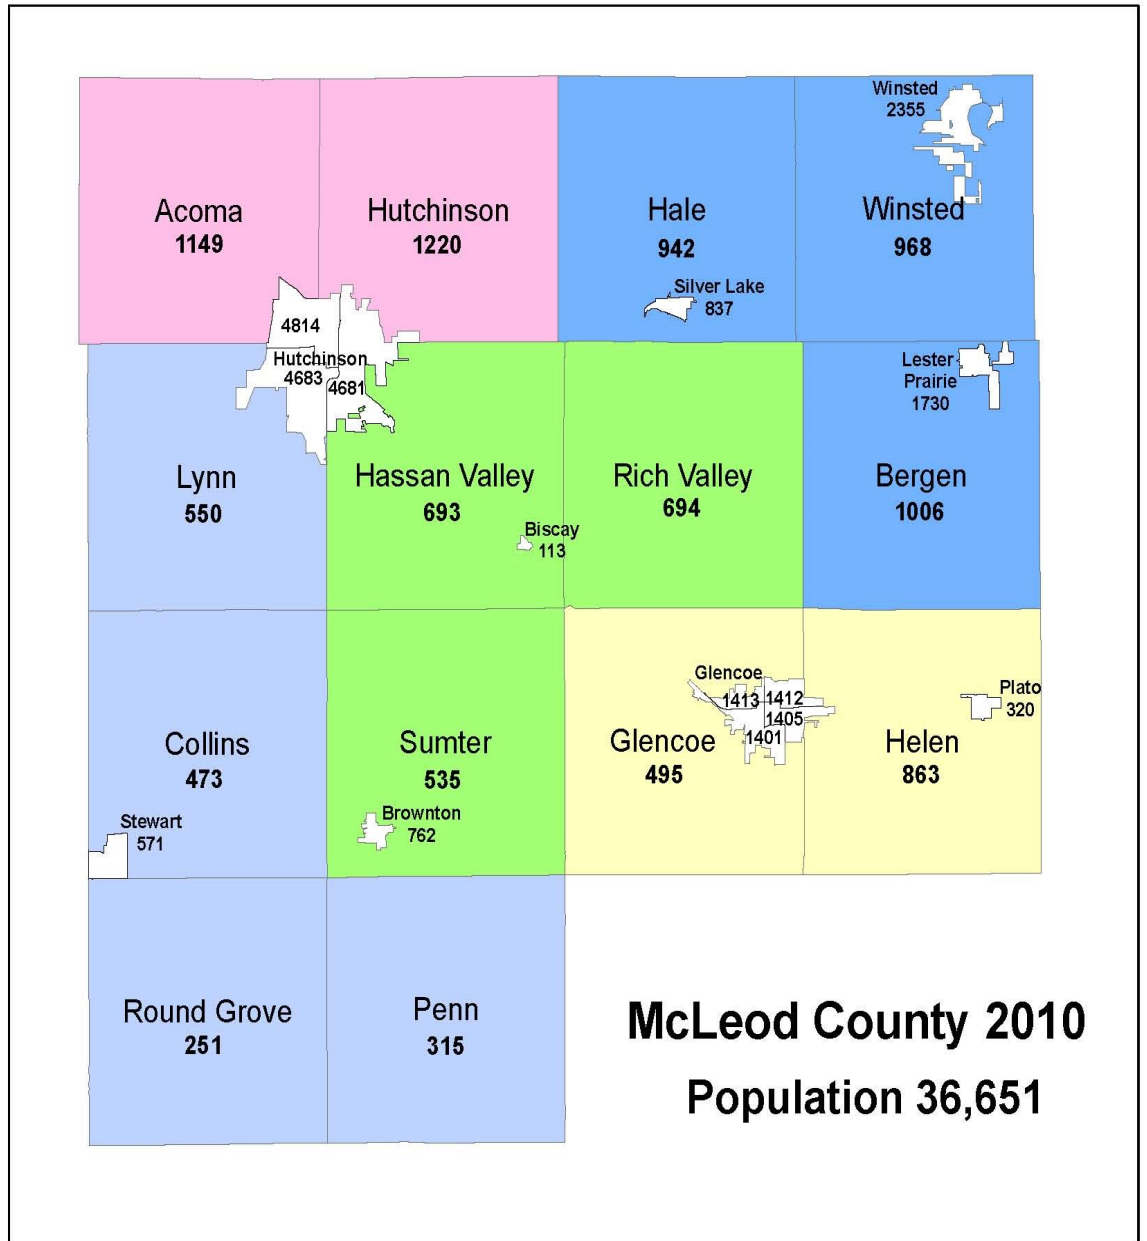 Winsted
2355
Acoma
1149
Hutchinson
1220
Hale
942
Winsted
968
Silver Lake
837
4814
Hutchinson
4683
4681
Lester
Prairie
1730
Lynn
550
Hassan Valley
693
Rich Valley
694
Bergen
1006
Biscay
113
Glencoe
1413
1412
1405
1401
Plato
320
Collins
473
Sumter
535
Glencoe
495
Helen
863
Stewart
571
Brownton
762
Round Grove
251
Penn
315
McLeod County 2010
Population 36,651